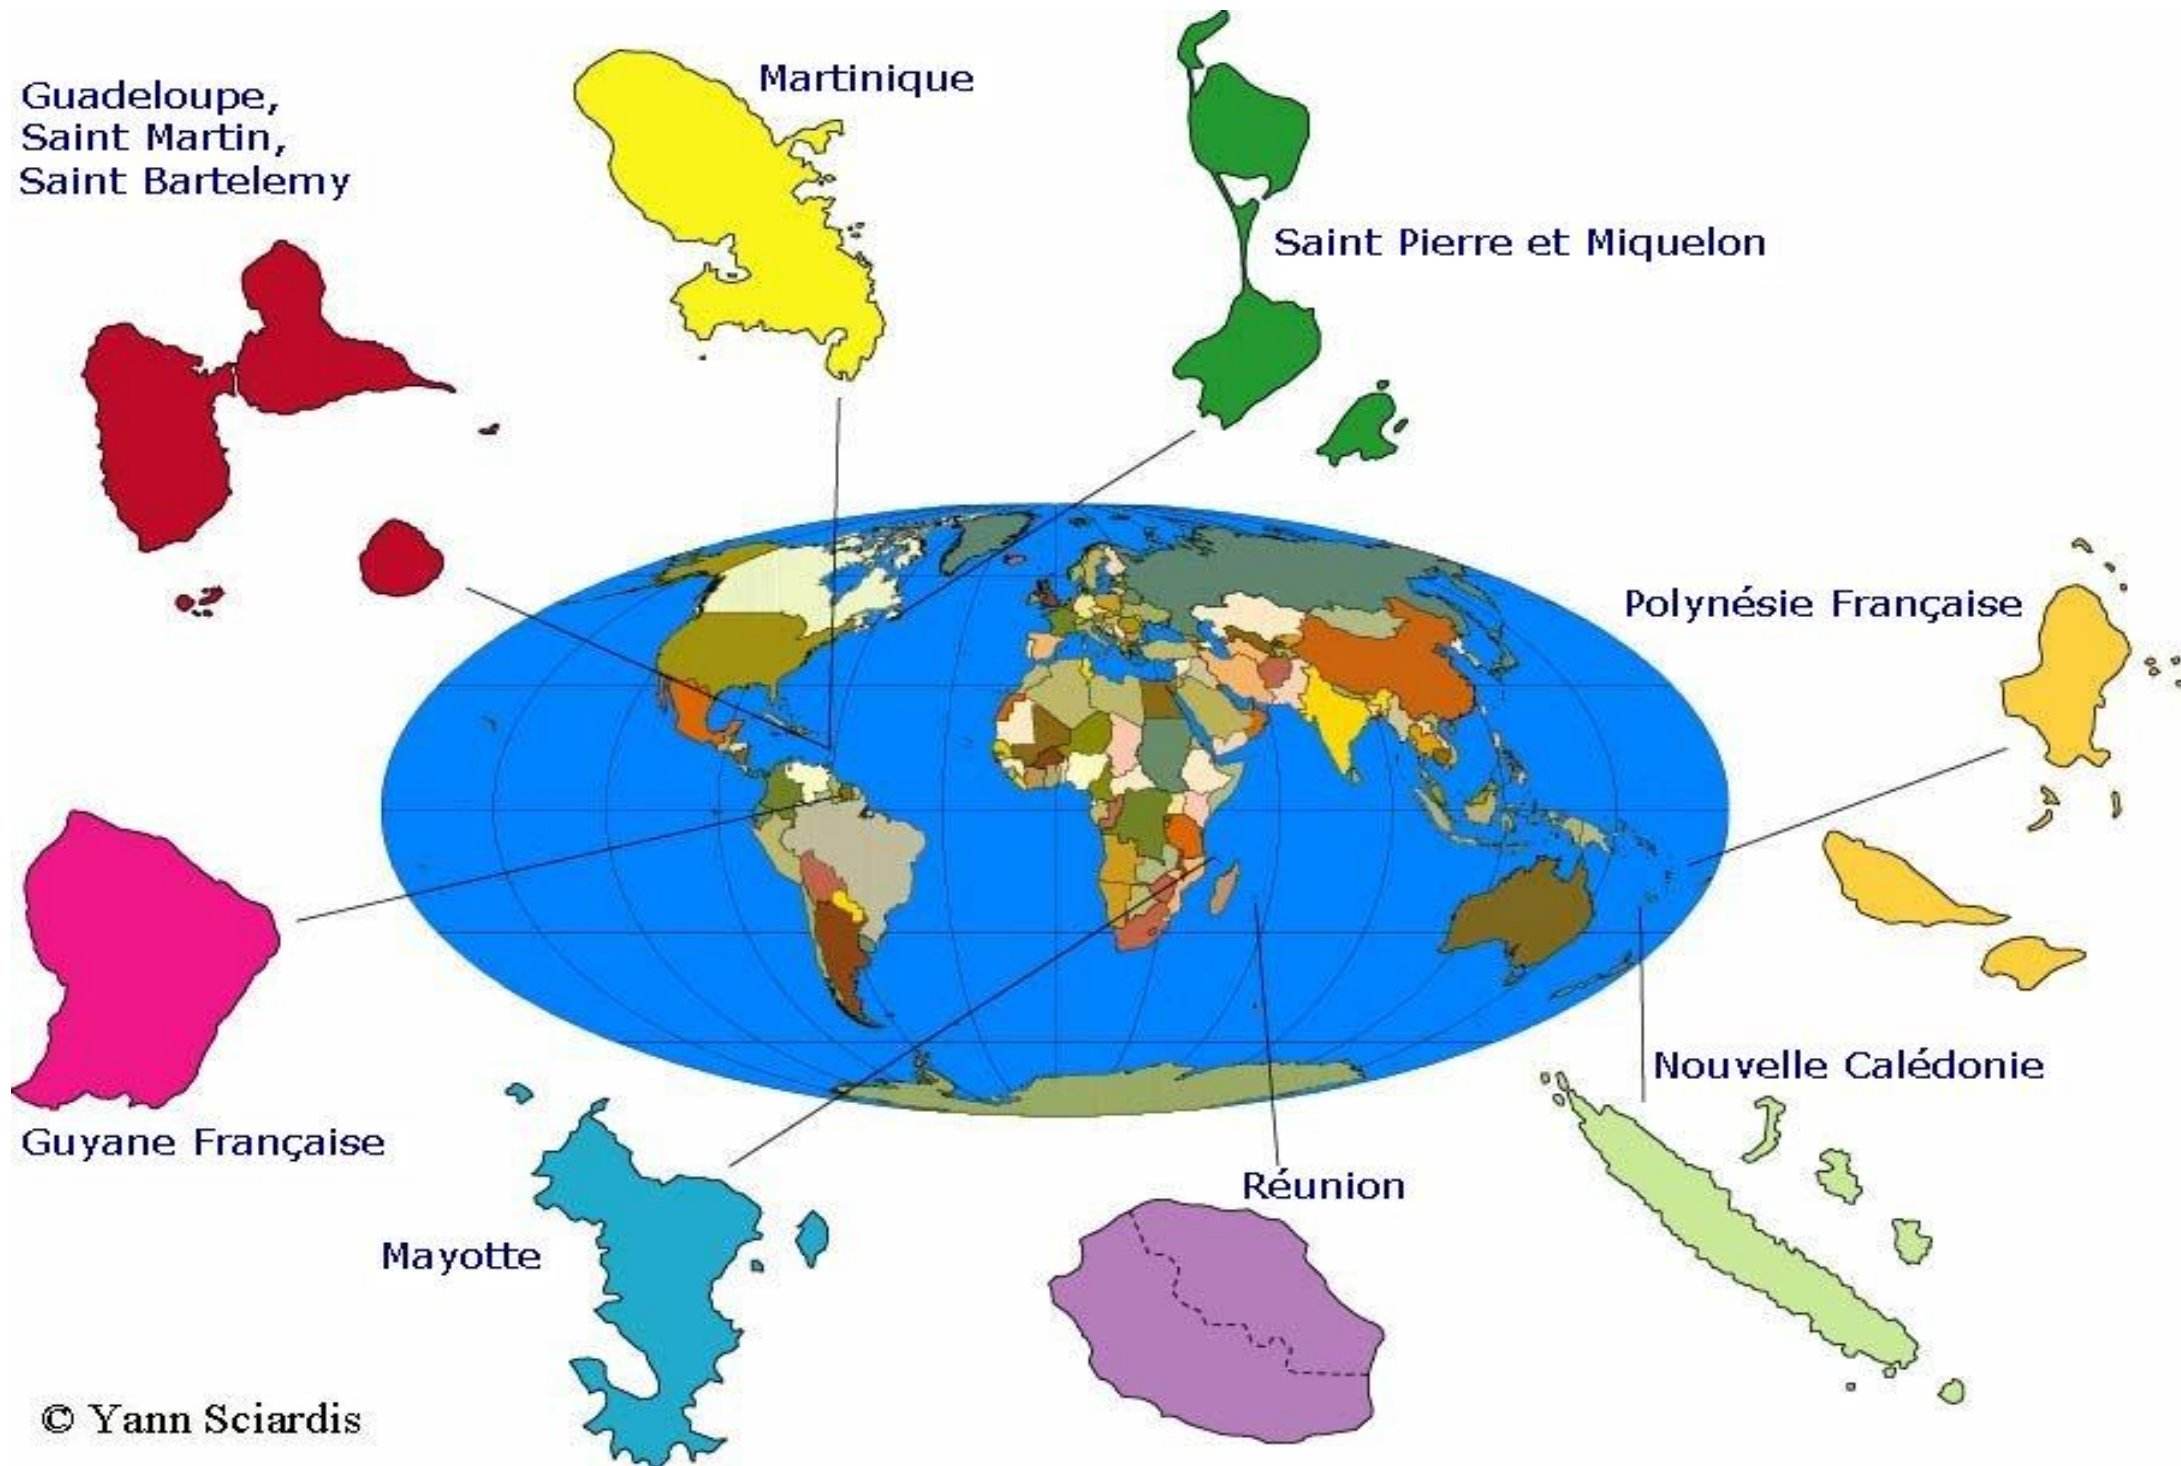 Guadeloupe,
Saint Martin,
Saint Bartelemy
Martinique
Saint Pierre et Miquelon
Polynésie Française
Nouvelle Calédonie
Guyane Française
Réunion
Mayotte
© Yann Sciardis